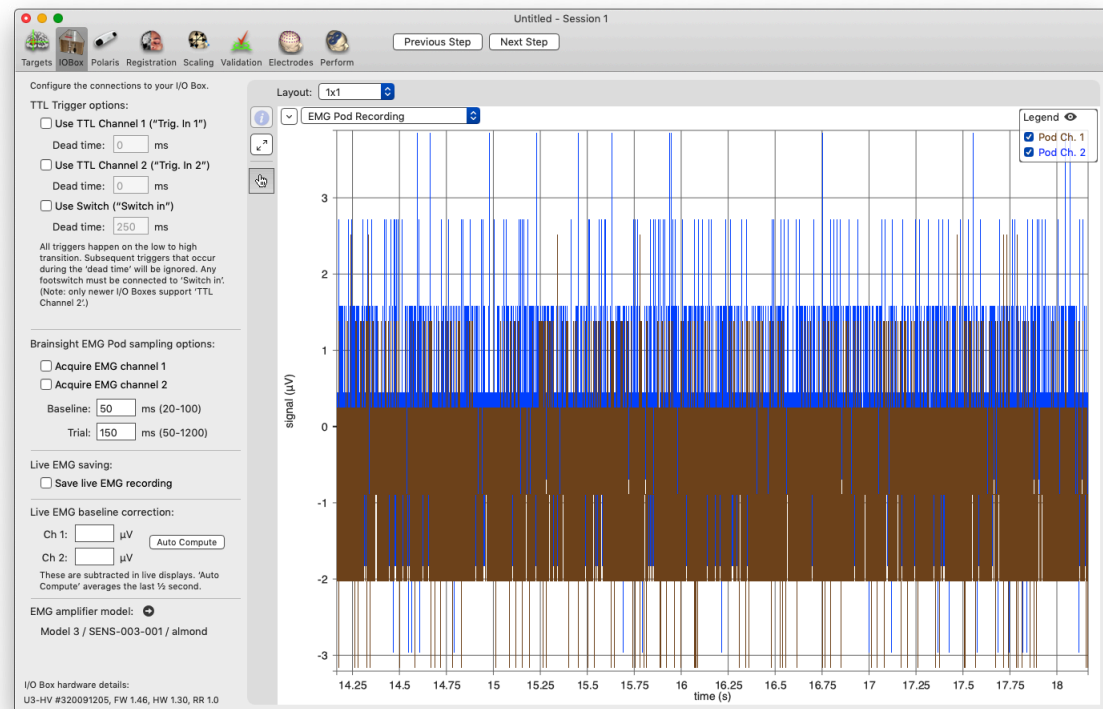 Untitled - Session 1
Targets IOBox Polaris Registration Scaling Validation Electrodes Perform
Previous Step Next Step
Configure the connections to your I/O Box.
TTL Trigger options:
Use TTL Channel 1 (“Trig. In 1”)
Dead time: 0 ms
Use TTL Channel 2 (“Trig. In 2”)
Dead time: 0 ms
Use Switch (“Switch in”)
Dead time: 250 ms
All triggers happen on the low to high
transition. Subsequent triggers that occur
during the ‘dead time’ will be ignored. Any
footswitch must be connected to ‘Switch in’.
(Note: only newer I/O Boxes support ‘TTL
Channel 2’.)
Brainsight EMG Pod sampling options:
Acquire EMG channel 1
Acquire EMG channel 2
Baseline: 50 ms (20-100)
Trial: 150 ms (50-1200)
Live EMG saving:
Save live EMG recording
Live EMG baseline correction:
Ch 1: µV
Auto Compute
Ch 2: µV
These are subtracted in live displays. ‘Auto
Compute’ averages the last ½ second.
EMG amplifier model:
Model 3 / SENS-003-001 / almond
I/O Box hardware details:
U3-HV #320091205, FW 1.46, HW 1.30, RR 1.0
Layout: 1x1
EMG Pod Recording
Legend
Pod Ch. 1
Pod Ch. 2
signal (µV)
3
2
1
0
-1
-2
-3
14.25 14.5 14.75 15 15.25 15.5 15.75 16 16.25 16.5 16.75 17 17.25 17.5 17.75 18
time (s)